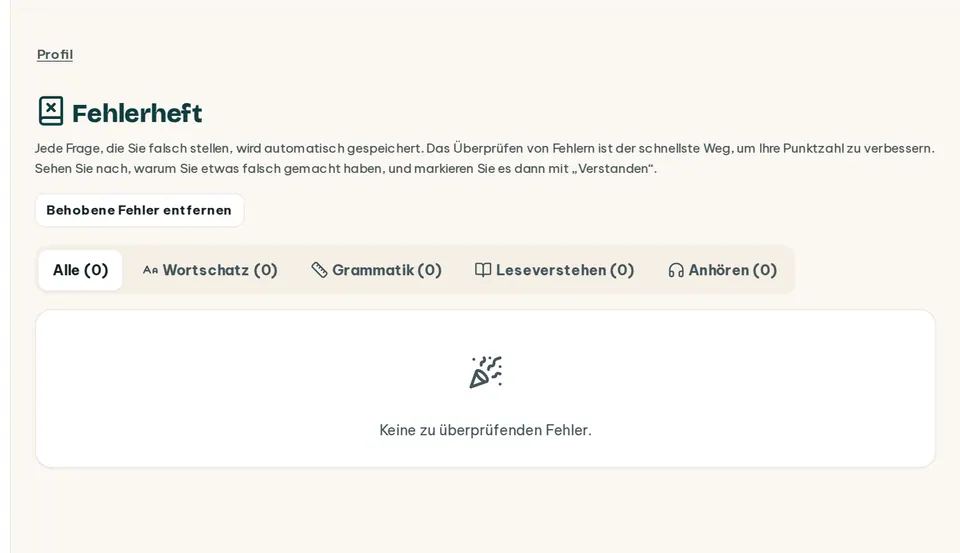 Profil
Fehlerheft
Jede Frage, die Sie falsch stellen, wird automatisch gespeichert. Das Überprüfen von Fehlern ist der schnellste Weg, um Ihre Punktzahl zu verbessern.
Sehen Sie nach, warum Sie etwas falsch gemacht haben, und markieren Sie es dann mit „Verstanden“.
Behobene Fehler entfernen
Alle (0) Wortschatz (0) Grammatik (0) Leseverstehen (0) Anhören (0)
Keine zu überprüfenden Fehler.